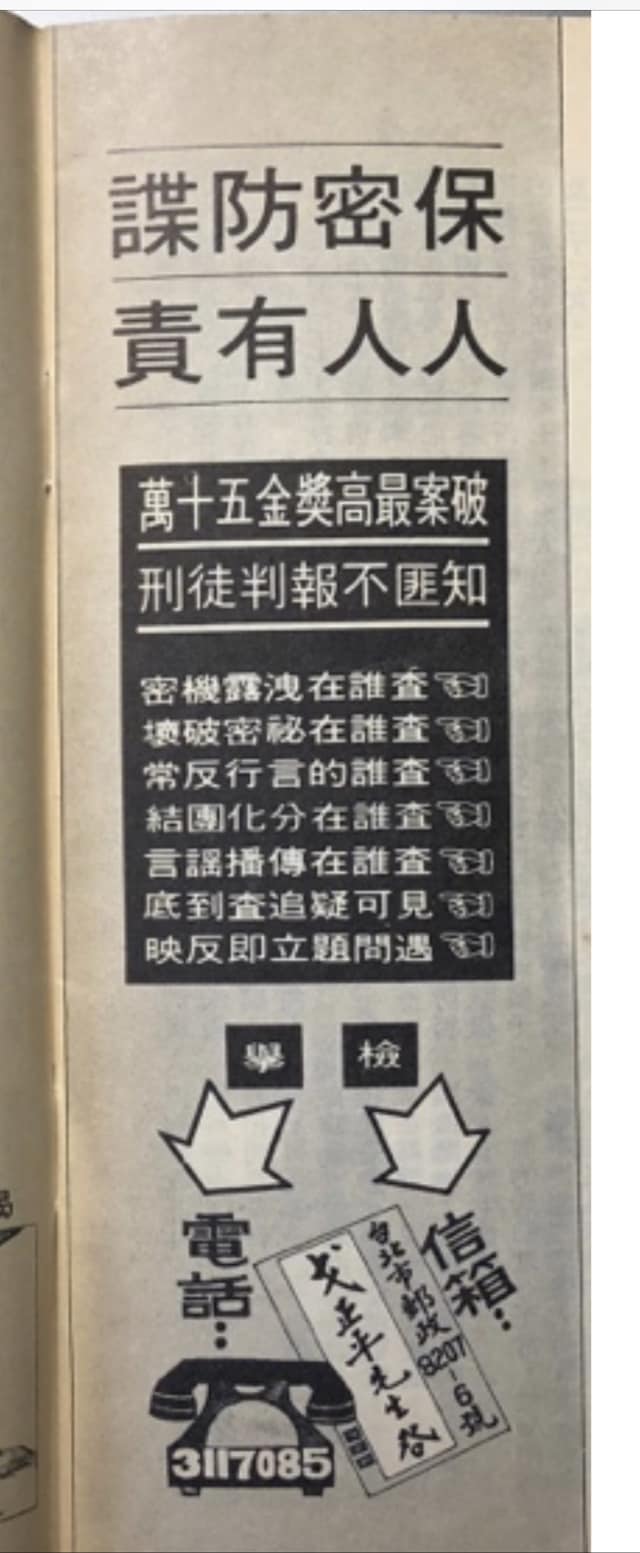 保密防諜
人人有責
破案最高獎金五十萬
知匪不報判徒刑
查誰在洩露機密
查誰在祕密破壞
查誰的言行反常
查誰在分化團結
查誰在傳播謠言
見可疑追查到底
遇問題立即反映
檢舉
信箱：
台北市郵政8207-6號
戈正平先生啓
電話：
3117085